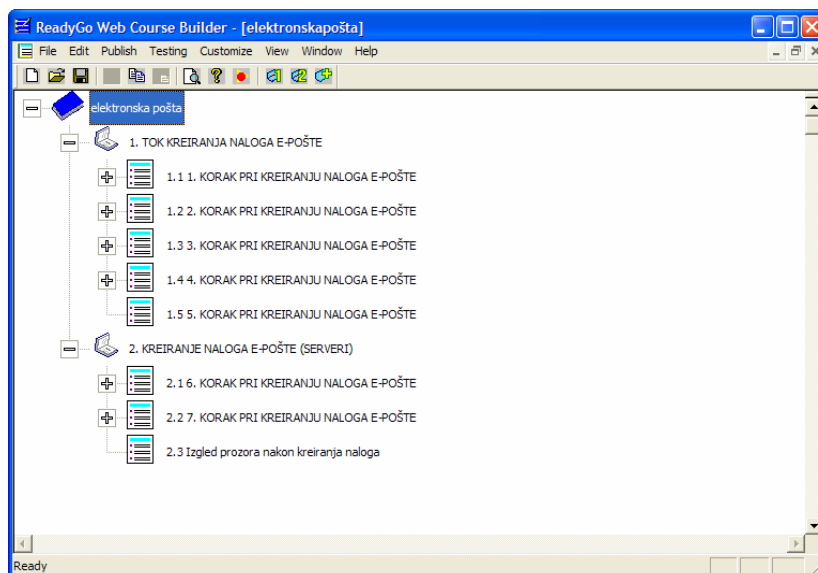 ReadyGo Web Course Builder - [elektronskapošta]
File Edit Publish Testing Customize View Window Help
elektronska pošta
1. TOK KREIRANJA NALOGA E-POŠTE
1.1 1. KORAK PRI KREIRANJU NALOGA E-POŠTE
1.2 2. KORAK PRI KREIRANJU NALOGA E-POŠTE
1.3 3. KORAK PRI KREIRANJU NALOGA E-POŠTE
1.4 4. KORAK PRI KREIRANJU NALOGA E-POŠTE
1.5 5. KORAK PRI KREIRANJU NALOGA E-POŠTE
2. KREIRANJE NALOGA E-POŠTE (SERVERI)
2.1 6. KORAK PRI KREIRANJU NALOGA E-POŠTE
2.2 7. KORAK PRI KREIRANJU NALOGA E-POŠTE
2.3 Izgled prozora nakon kreiranja naloga
Ready